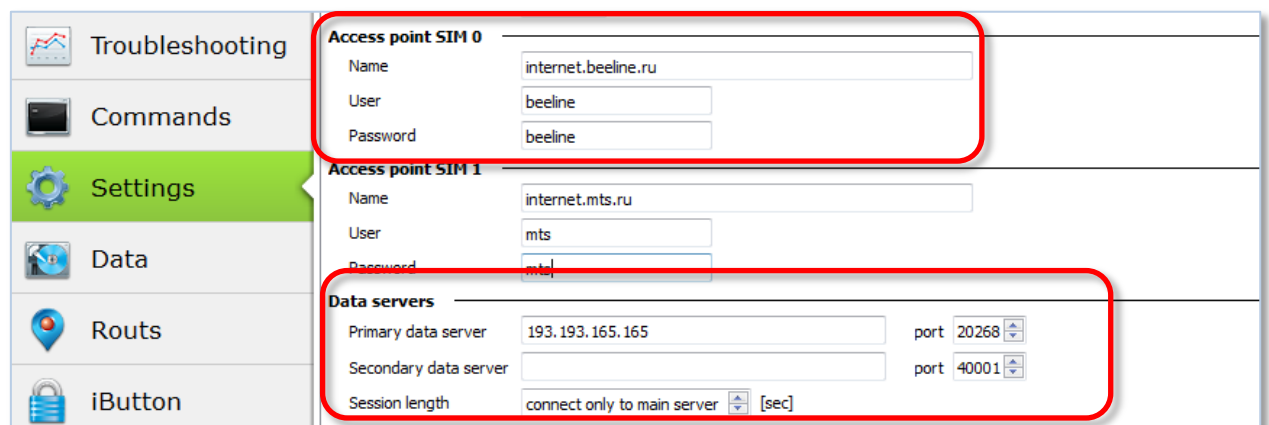 Troubleshooting
Commands
Settings
Data
Routs
iButton
Access point SIM 0
Name internet.beeline.ru
User beeline
Password beeline
Access point SIM 1
Name internet.mts.ru
User mts
Password mts
Data servers
Primary data server 193.193.165.165 port 20268
Secondary data server port 40001
Session length connect only to main server [sec]